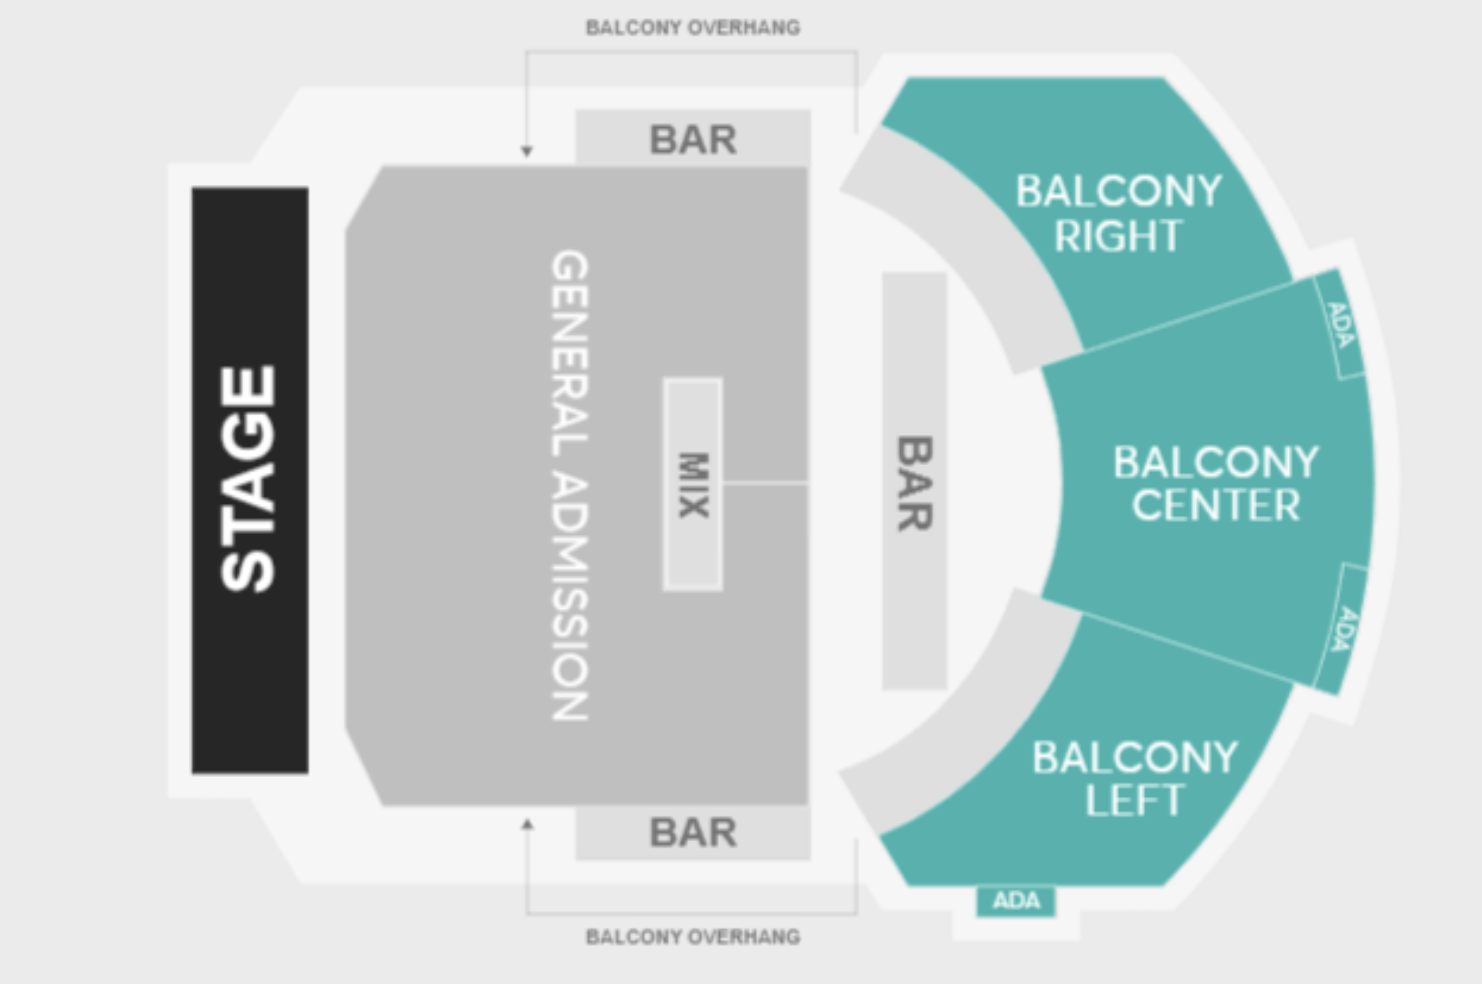 BALCONY OVERHANG
BAR
STAGE
GENERAL ADMISSION
MIX
BAR
BALCONY
RIGHT
ADA
BALCONY
CENTER
ADA
BALCONY
LEFT
ADA
BAR
BALCONY OVERHANG